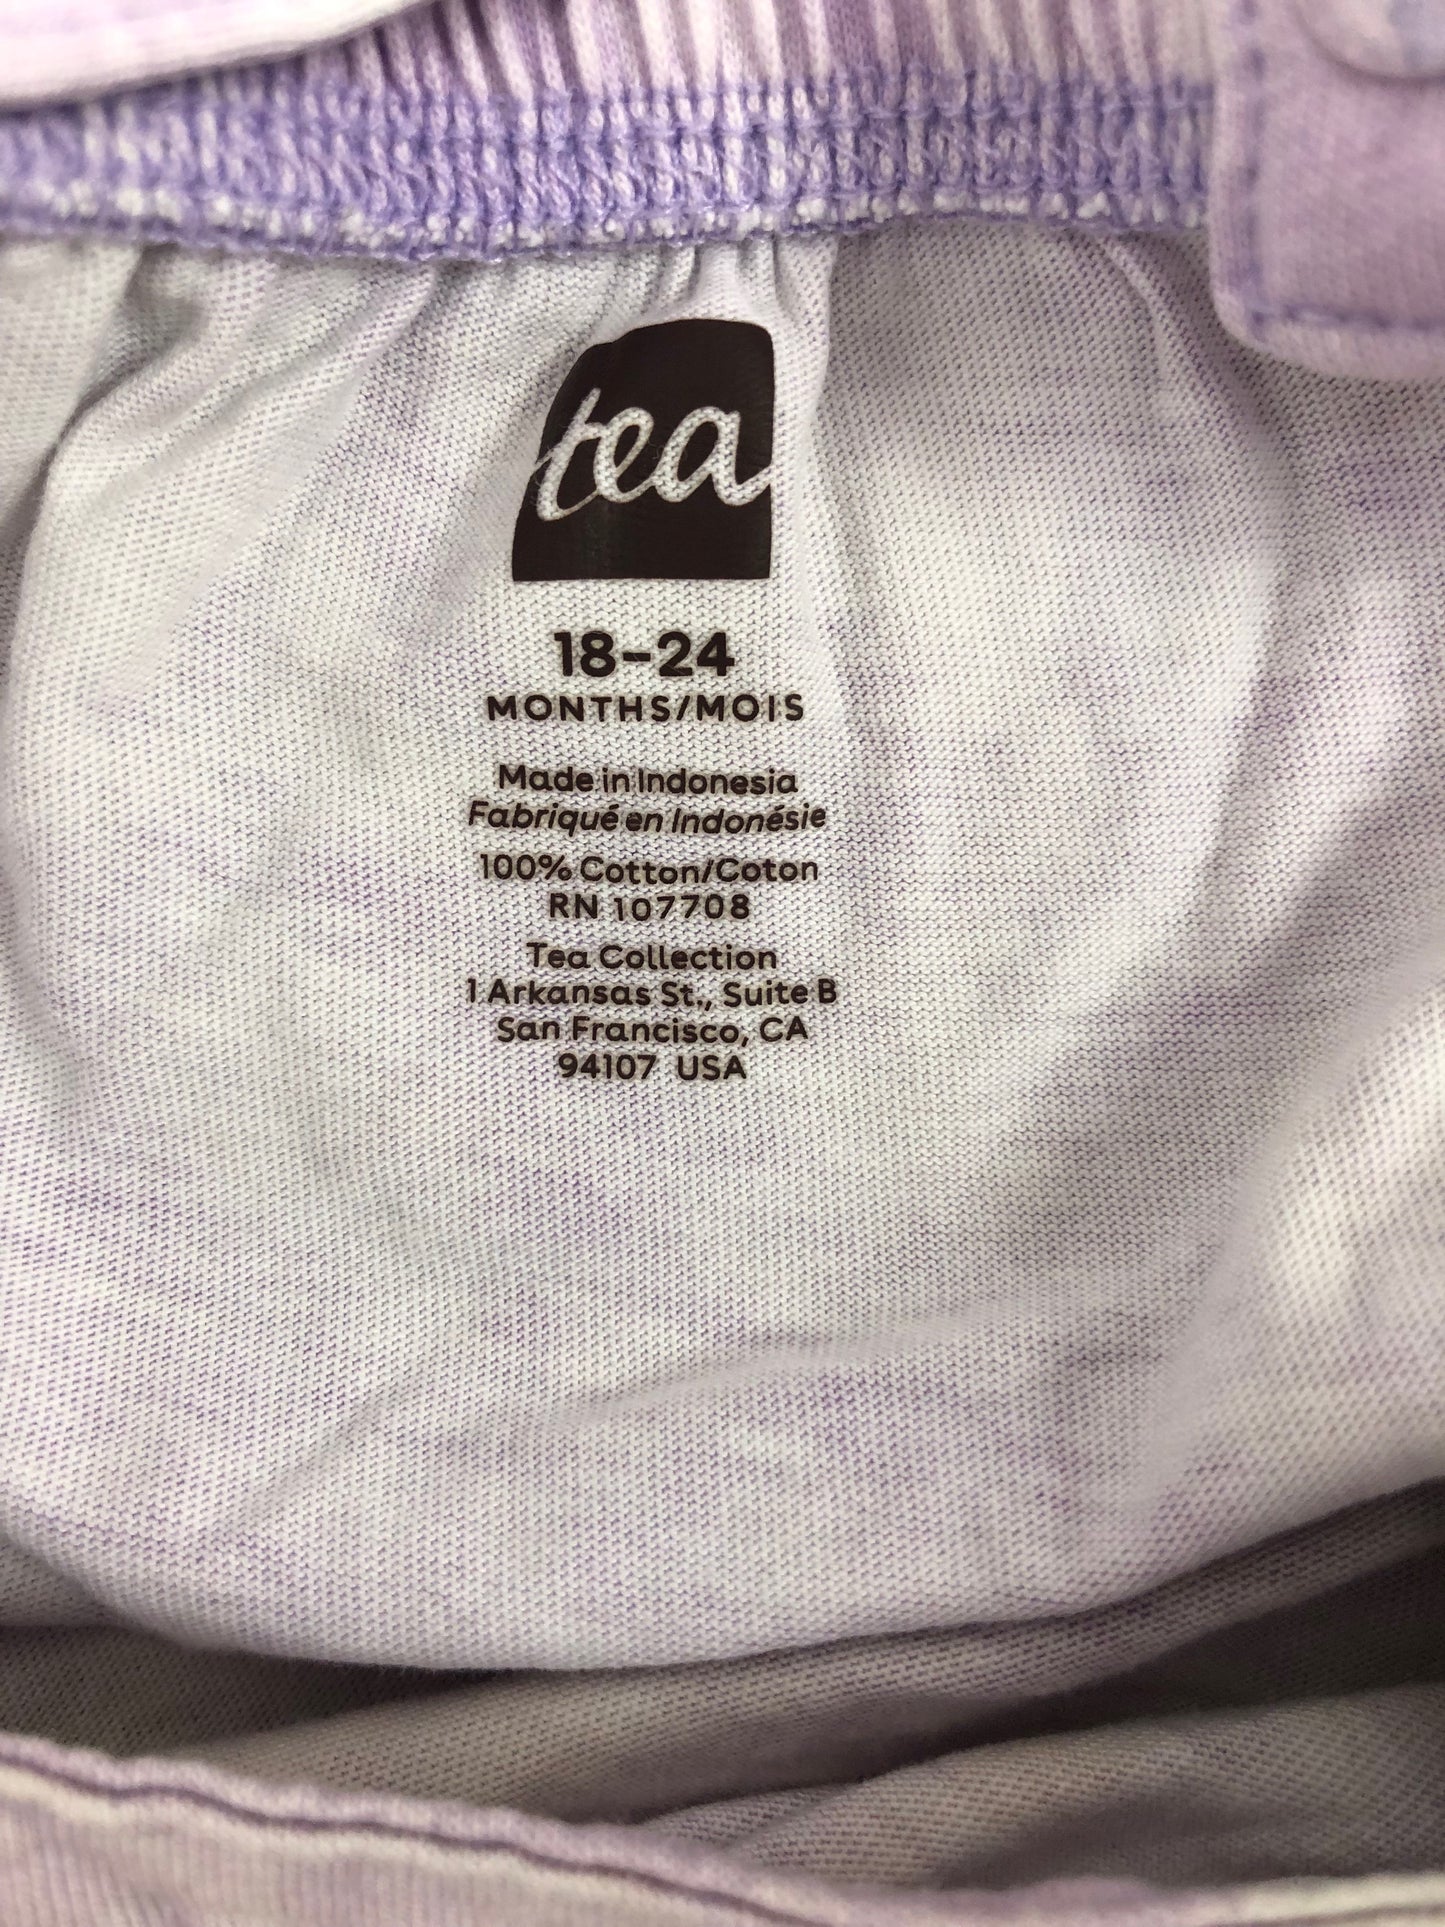 tea
18-24
MONTHS/MOIS
Made in Indonesia
Fabriqué en Indonésie
100% Cotton/Coton
RN 107708
Tea Collection
1 Arkansas St., Suite B
San Francisco, CA
94107 USA